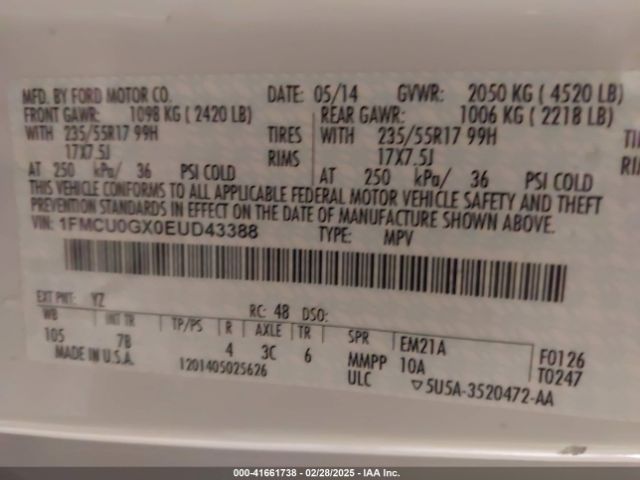 MFD. BY FORD MOTOR CO. DATE: 05/14 GVWR: 2050 KG ( 4520 LB)
FRONT GAWR: 1098 KG ( 2420 LB) REAR GAWR: 1006 KG ( 2218 LB)
WITH 235/55R17 99H TIRES WITH 235/55R17 99H
17X7.5J RIMS 17X7.5J
AT 250 kPa/ 36 PSI COLD AT 250 kPa/ 36 PSI COLD
THIS VEHICLE CONFORMS TO ALL APPLICABLE FEDERAL MOTOR VEHICLE SAFETY AND THEFT
PREVENTION STANDARDS IN EFFECT ON THE DATE OF MANUFACTURE SHOWN ABOVE.
VIN: 1FMCU0GX0EUD43388 TYPE: MPV
EXT PNT: YZ RC: 48 DSO:
WB INT TR TP/PS R AXLE TR SPR EM21A F0126
105 7B 4 3C 6 MMPP 10A T0247
MADE IN U.S.A. 1201405025626 ULC ▽5U5A-3520472-AA
000-41661738 - 02/28/2025 - IAA Inc.